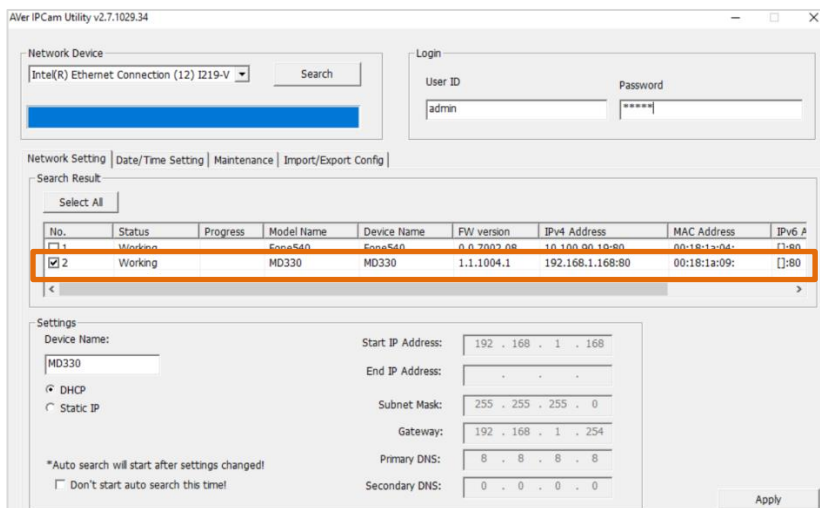 AVer IPCam Utility v2.7.1029.34
Network Device
Intel(R) Ethernet Connection (12) I219-V
Search
Login
User ID
Password
admin
*****
Network Setting Date/Time Setting Maintenance Import/Export Config
Search Result
Select All
No. Status Progress Model Name Device Name FW version IPv4 Address MAC Address IPv6 A
1 Working Fone540 Fone540 0.0.7002.08 10.100.90.19:80 00:18:1a:04: []:80
2 Working MD330 MD330 1.1.1004.1 192.168.1.168:80 00:18:1a:09: []:80
Settings
Device Name:
MD330
DHCP
Static IP
*Auto search will start after settings changed!
Don't start auto search this time!
Start IP Address: 192 . 168 . 1 . 168
End IP Address: . . .
Subnet Mask: 255 . 255 . 255 . 0
Gateway: 192 . 168 . 1 . 254
Primary DNS: 8 . 8 . 8 . 8
Secondary DNS: 0 . 0 . 0 . 0
Apply